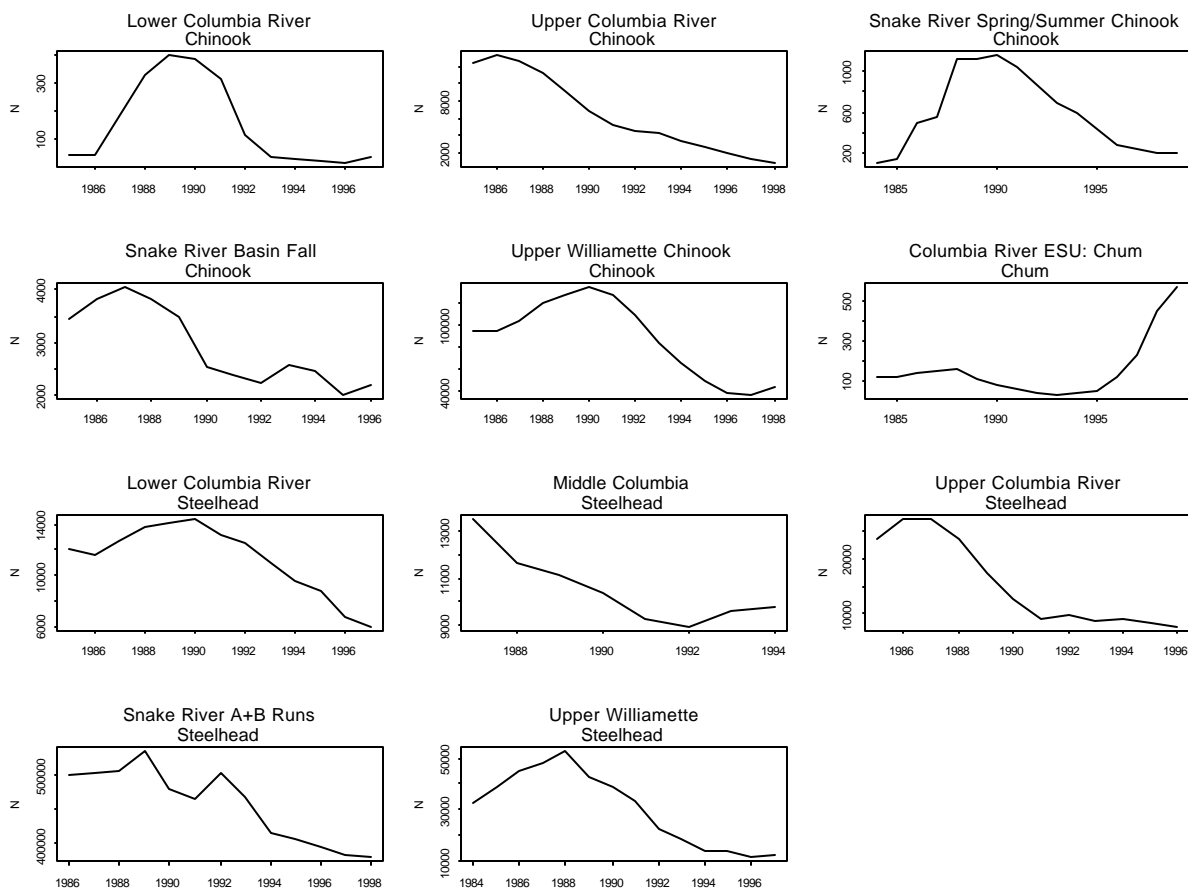 Lower Columbia River
Chinook
N
300
100
1986 1988 1990 1992 1994 1996
Upper Columbia River
Chinook
N
8000
2000
1986 1988 1990 1992 1994 1996 1998
Snake River Spring/Summer Chinook
Chinook
N
1000
600
200
1985 1990 1995
Snake River Basin Fall
Chinook
N
4000
3000
2000
1986 1988 1990 1992 1994 1996
Upper Williamette Chinook
Chinook
N
100000
40000
1986 1988 1990 1992 1994 1996 1998
Columbia River ESU: Chum
Chum
N
500
300
100
1985 1990 1995
Lower Columbia River
Steelhead
N
14000
10000
6000
1986 1988 1990 1992 1994 1996
Middle Columbia
Steelhead
N
13000
11000
9000
1988 1990 1992 1994
Upper Columbia River
Steelhead
N
20000
10000
1986 1988 1990 1992 1994 1996
Snake River A+B Runs
Steelhead
N
500000
400000
1986 1988 1990 1992 1994 1996 1998
Upper Williamette
Steelhead
N
50000
30000
10000
1984 1986 1988 1990 1992 1994 1996